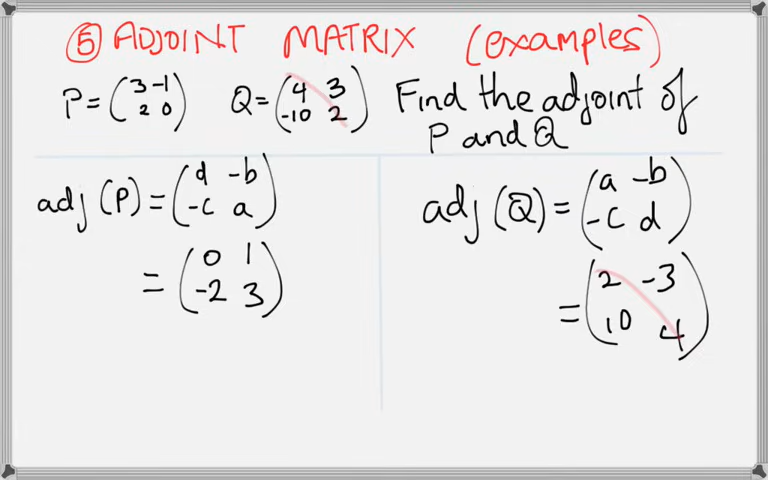 ⑤ ADJOINT MATRIX (examples)
P = (3 -1 Q = (4 3 Find the adjoint of
2 0) -10 2) P and Q
adj (P) = (d -b
-c a)
= (0 1
-2 3)
adj (Q) = (a -b
-c d)
= (2 -3
10 4)